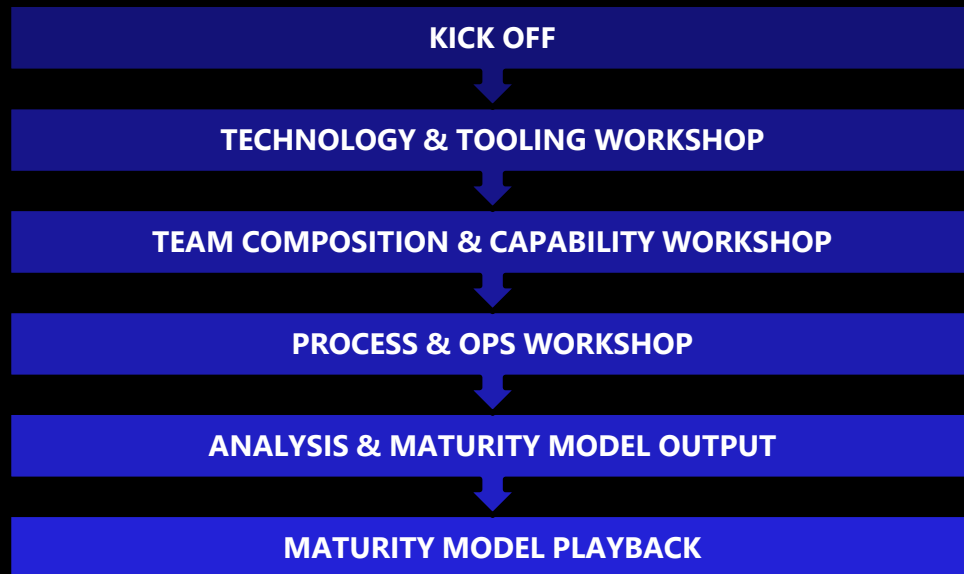 KICK OFF
TECHNOLOGY & TOOLING WORKSHOP
TEAM COMPOSITION & CAPABILITY WORKSHOP
PROCESS & OPS WORKSHOP
ANALYSIS & MATURITY MODEL OUTPUT
MATURITY MODEL PLAYBACK